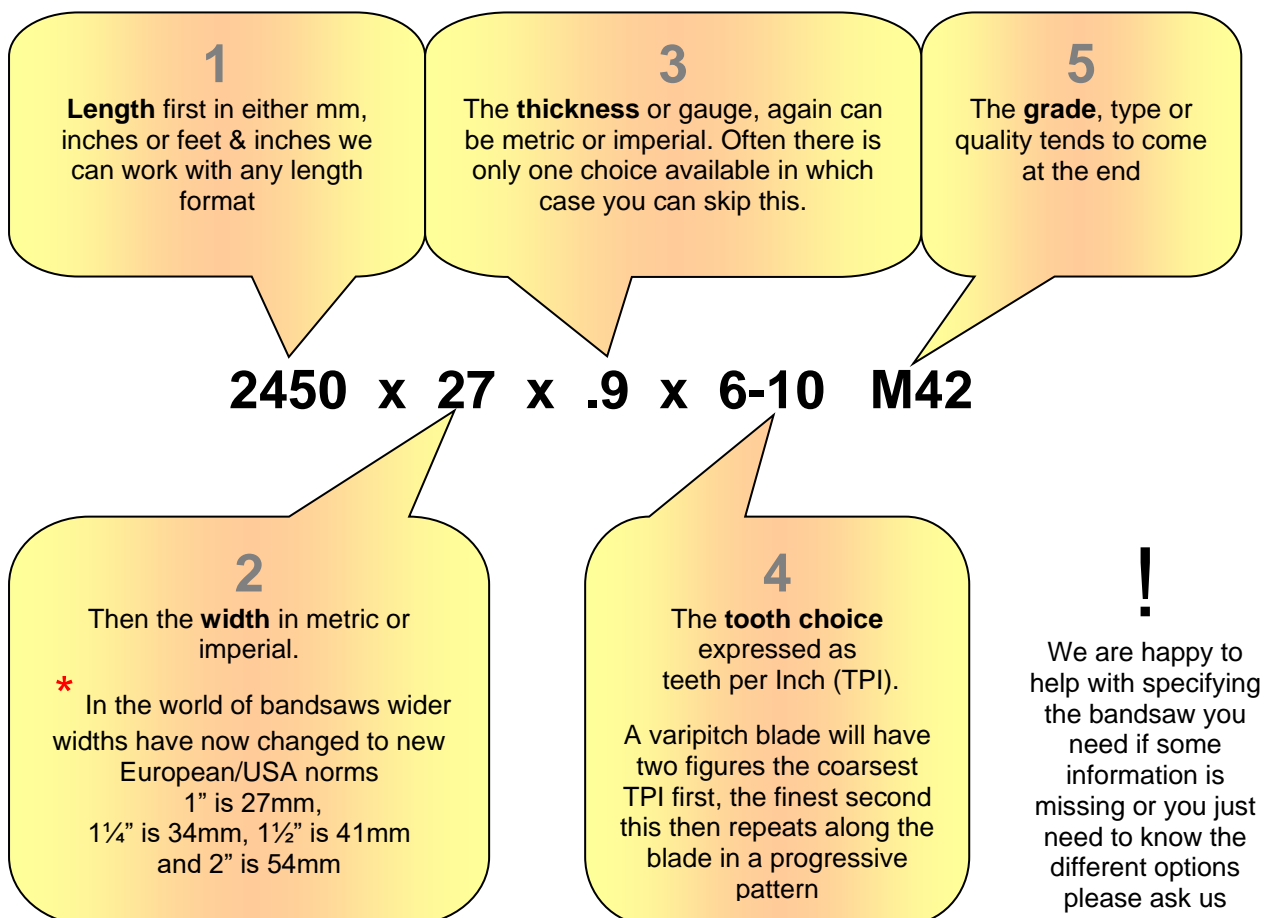 1
Length first in either mm,
inches or feet & inches we
can work with any length
format
3
The thickness or gauge, again can
be metric or imperial. Often there is
only one choice available in which
case you can skip this.
5
The grade, type or
quality tends to come
at the end
2450 x 27 x .9 x 6-10 M42
2
Then the width in metric or
imperial.
* In the world of bandsaws wider
widths have now changed to new
European/USA norms
1” is 27mm,
1¼” is 34mm, 1½” is 41mm
and 2” is 54mm
4
The tooth choice
expressed as
teeth per Inch (TPI).
A varipitch blade will have
two figures the coarsest
TPI first, the finest second
this then repeats along the
blade in a progressive
pattern
!
We are happy to
help with specifying
the bandsaw you
need if some
information is
missing or you just
need to know the
different options
please ask us